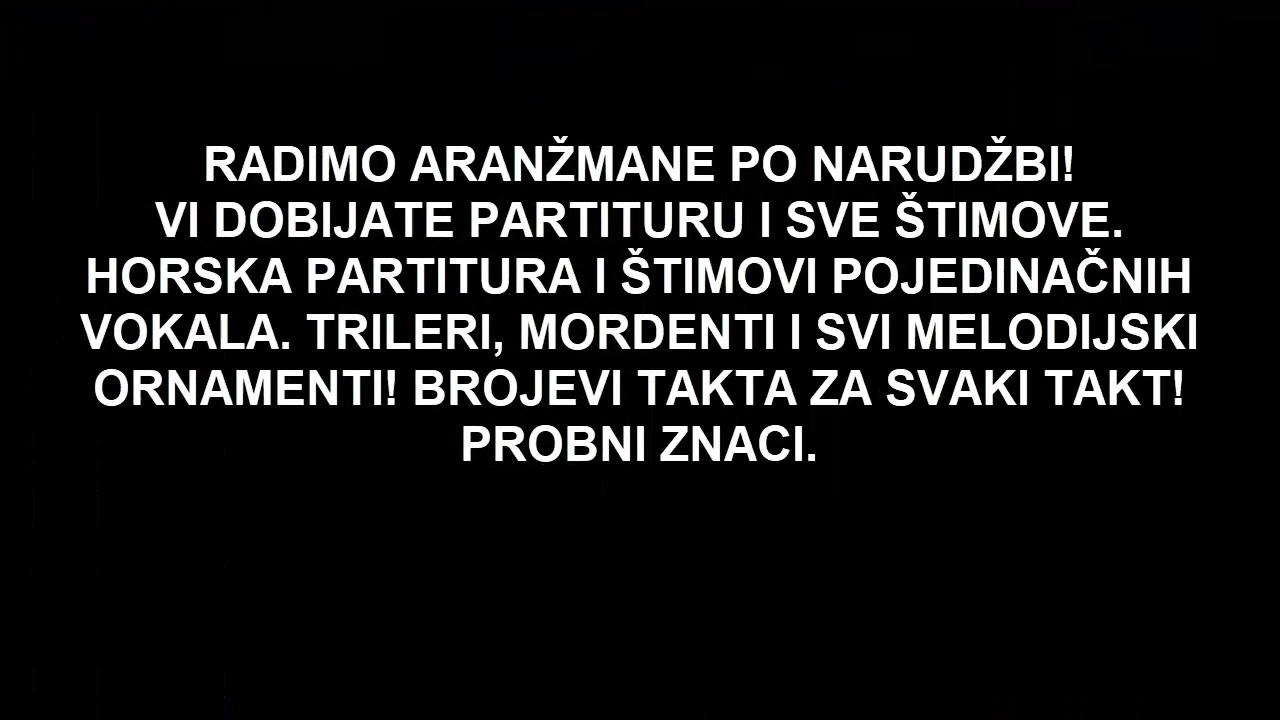 RADIMO ARANŽMANE PO NARUDŽBI!
VI DOBIJATE PARTITURU I SVE ŠTIMOVE.
HORSKA PARTITURA I ŠTIMOVI POJEDINAČNIH
VOKALA. TRILERI, MORDENTI I SVI MELODIJSKI
ORNAMENTI! BROJEVI TAKTA ZA SVAKI TAKT!
PROBNI ZNACI.